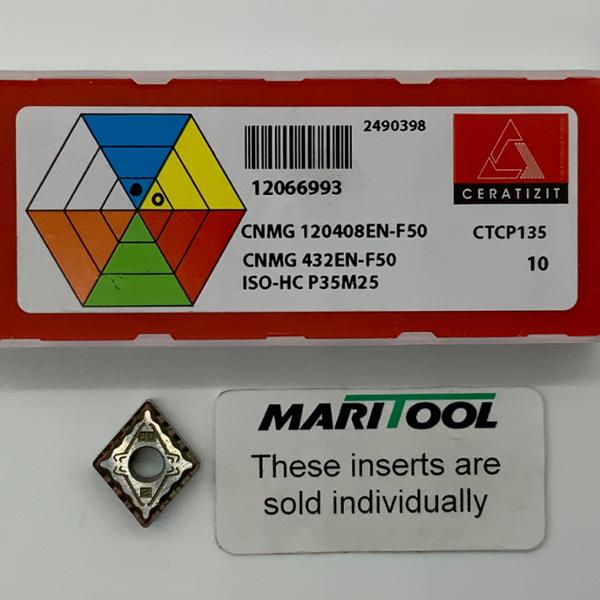 2490398
12066993
CERATIZIT
CNMG 120408EN-F50
CTCP135
CNMG 432EN-F50
10
ISO-HC P35M25
MARITOOL
These inserts are
sold individually